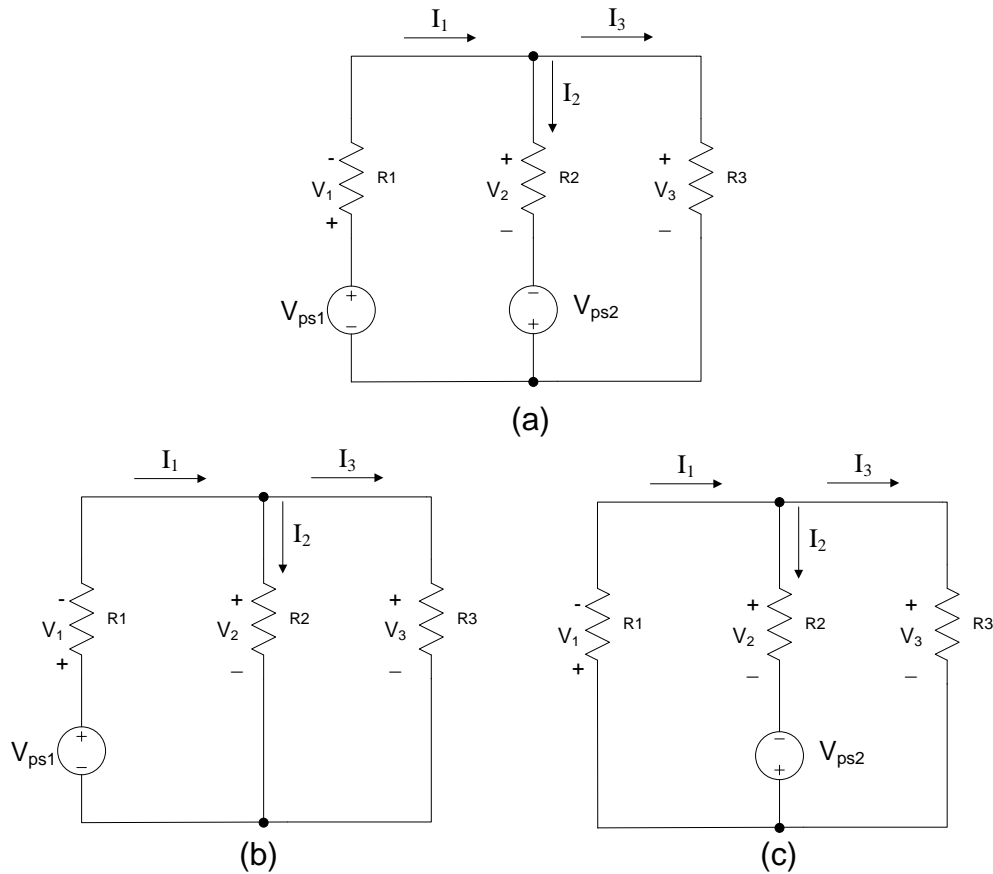 I1
I3
I2
-
V1
R1
+
+
V2
R2
–
+
V3
R3
–
+
Vps1
–
–
Vps2
+
(a)
I1
I3
I2
-
V1
R1
+
+
V2
R2
–
+
V3
R3
–
+
Vps1
–
(b)
I1
I3
I2
-
V1
R1
+
+
V2
R2
–
+
V3
R3
–
–
Vps2
+
(c)